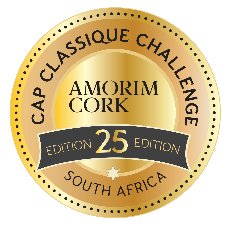 CAP CLASSIQUE CHALLENGE
AMORIM
CORK
EDITION 25 EDITION
SOUTH AFRICA